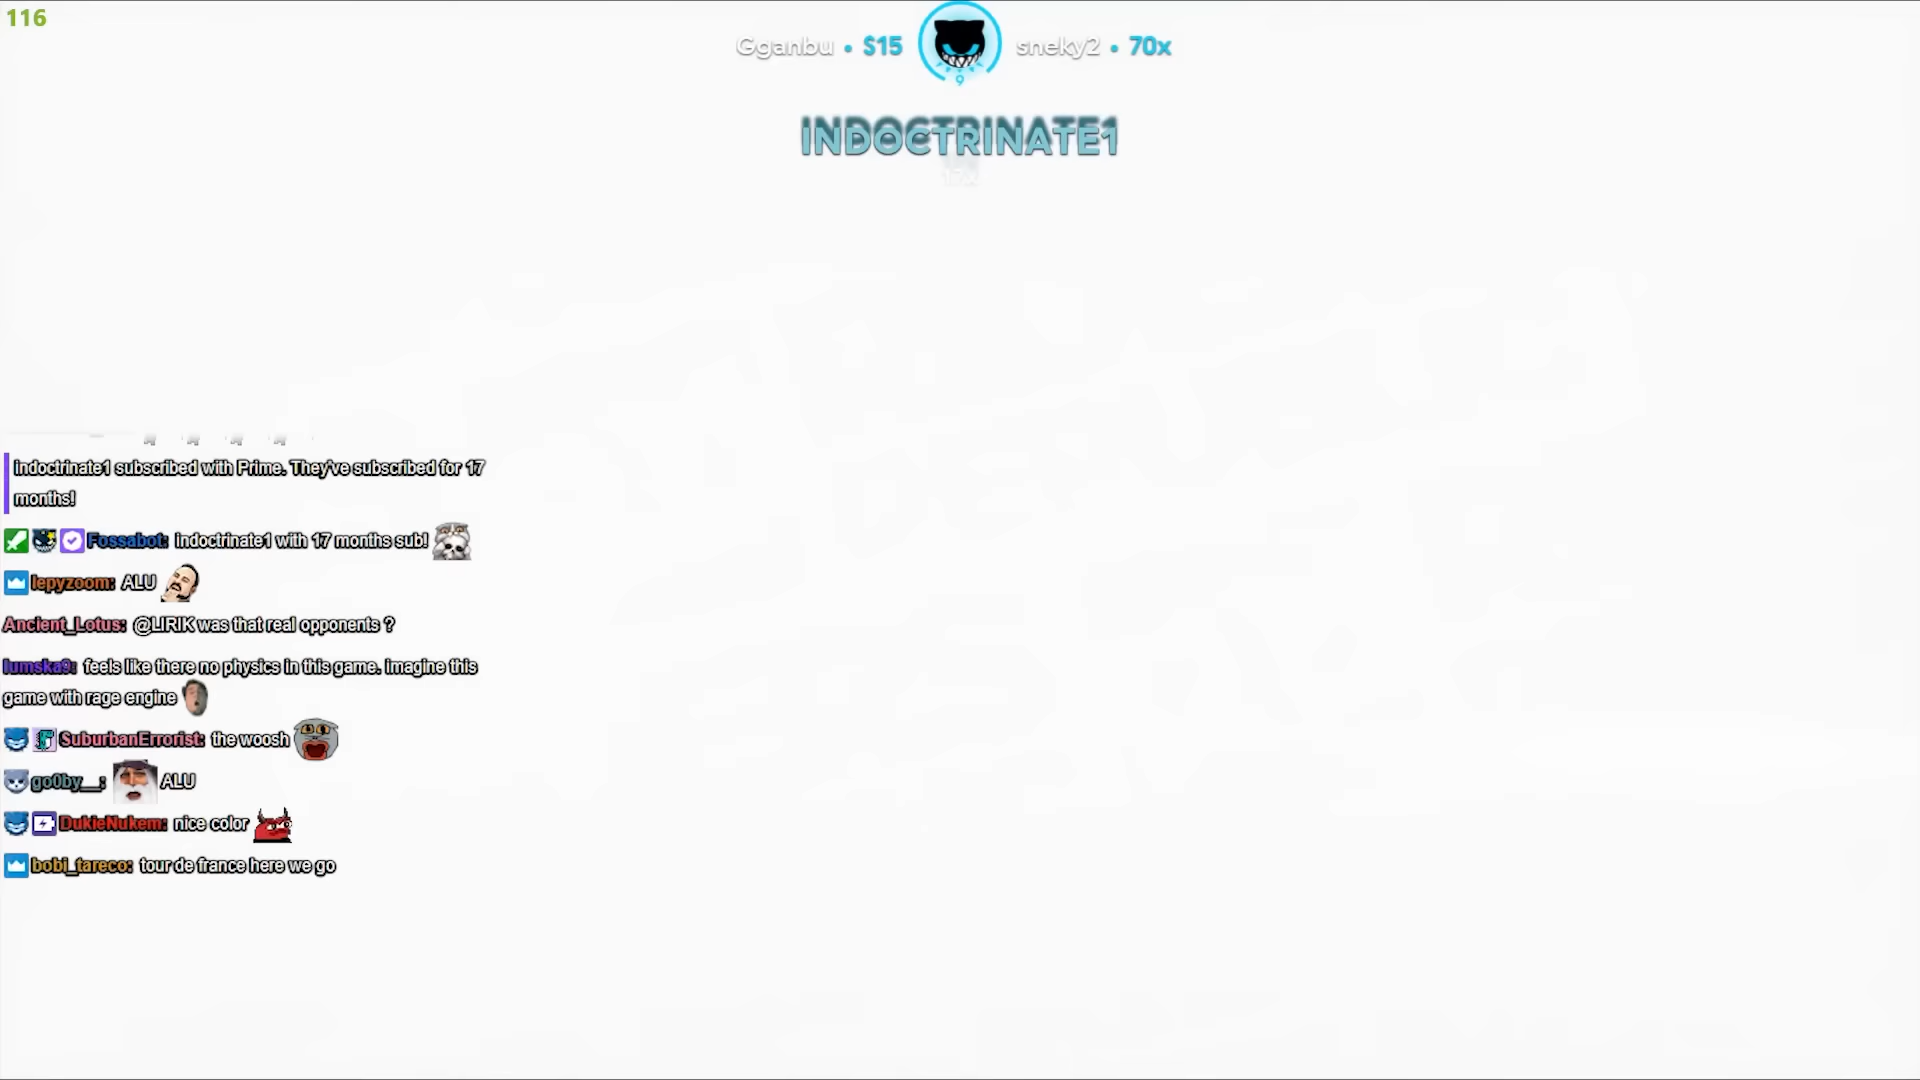 116
Gganbu • $15
9
sneky2 • 70x
INDOCTRINATE1
17x
indoctrinate1 subscribed with Prime. They've subscribed for 17
months!
Fossabot: indoctrinate1 with 17 months sub!
lepyzoom: ALU
Ancient_Lotus: @LIRIK was that real opponents ?
lumska9: feels like there no physics in this game. imagine this
game with rage engine
SuburbanErrorist: the woosh
go0by__: ALU
DukieNukem: nice color
bobi_tareco: tour de france here we go